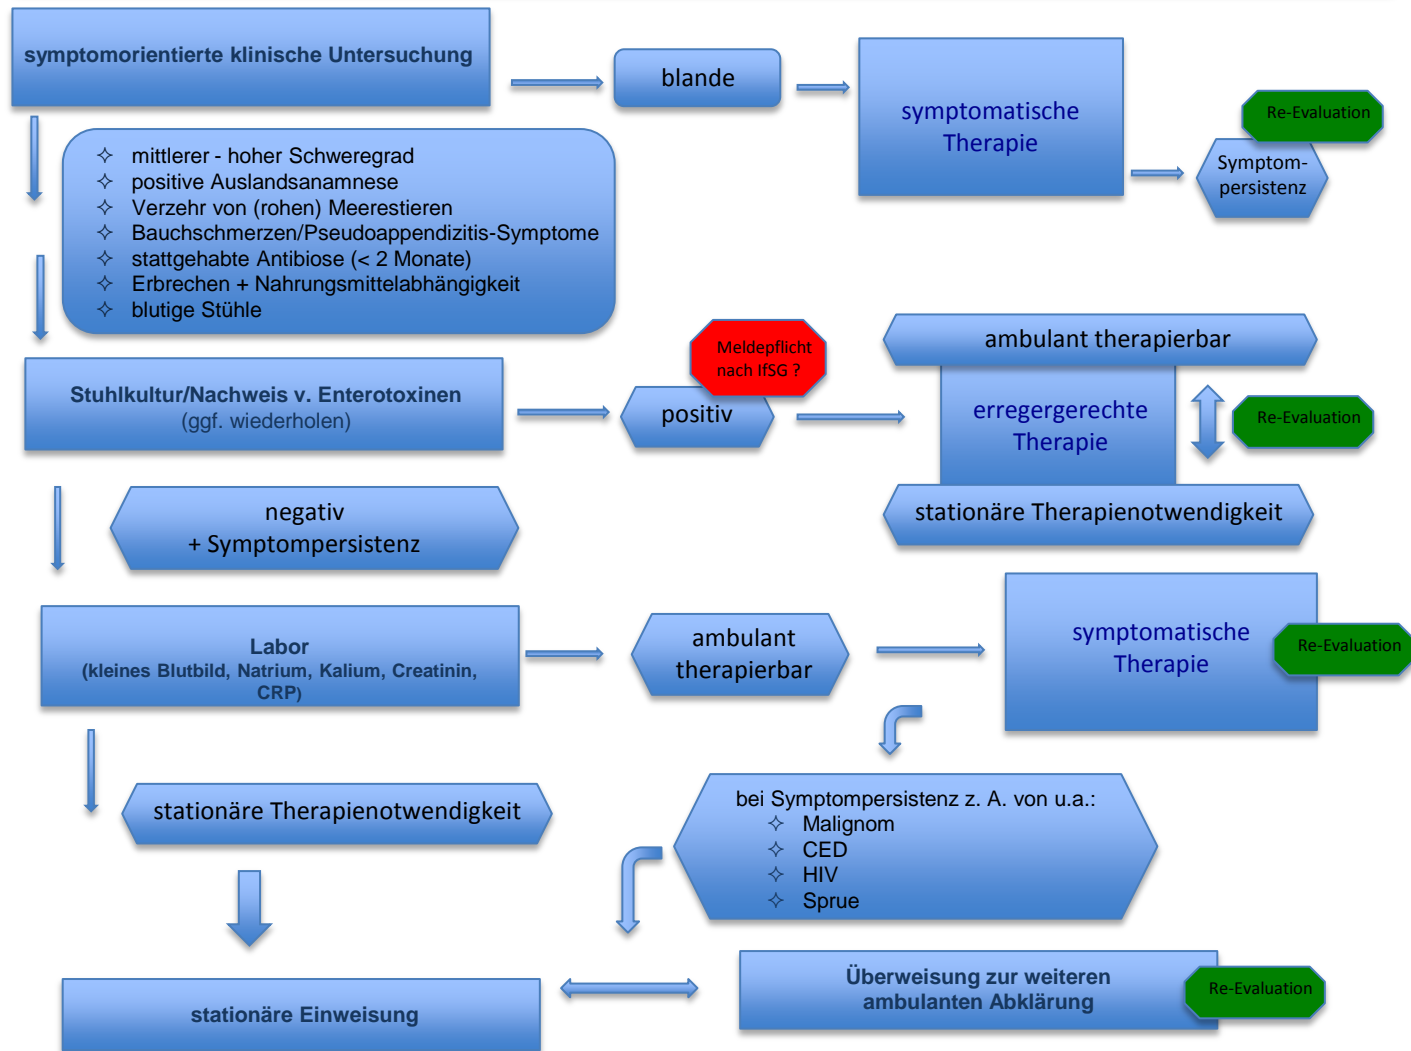 symptomorientierte klinische Untersuchung
blande
symptomatische
Therapie
Re-Evaluation
Symptom-
persistenz
✧ mittlerer - hoher Schweregrad
✧ positive Auslandsanamnese
✧ Verzehr von (rohen) Meerestieren
✧ Bauchschmerzen/Pseudoappendizitis-Symptome
✧ stattgehabte Antibiose (< 2 Monate)
✧ Erbrechen + Nahrungsmittelabhängigkeit
✧ blutige Stühle
Stuhlkultur/Nachweis v. Enterotoxinen
(ggf. wiederholen)
Meldepflicht
nach IfSG ?
positiv
ambulant therapierbar
erregergerechte
Therapie
Re-Evaluation
stationäre Therapienotwendigkeit
negativ
+ Symptompersistenz
Labor
(kleines Blutbild, Natrium, Kalium, Creatinin,
CRP)
ambulant
therapierbar
symptomatische
Therapie
Re-Evaluation
stationäre Therapienotwendigkeit
bei Symptompersistenz z. A. von u.a.:
✧ Malignom
✧ CED
✧ HIV
✧ Sprue
stationäre Einweisung
Überweisung zur weiteren
ambulanten Abklärung
Re-Evaluation